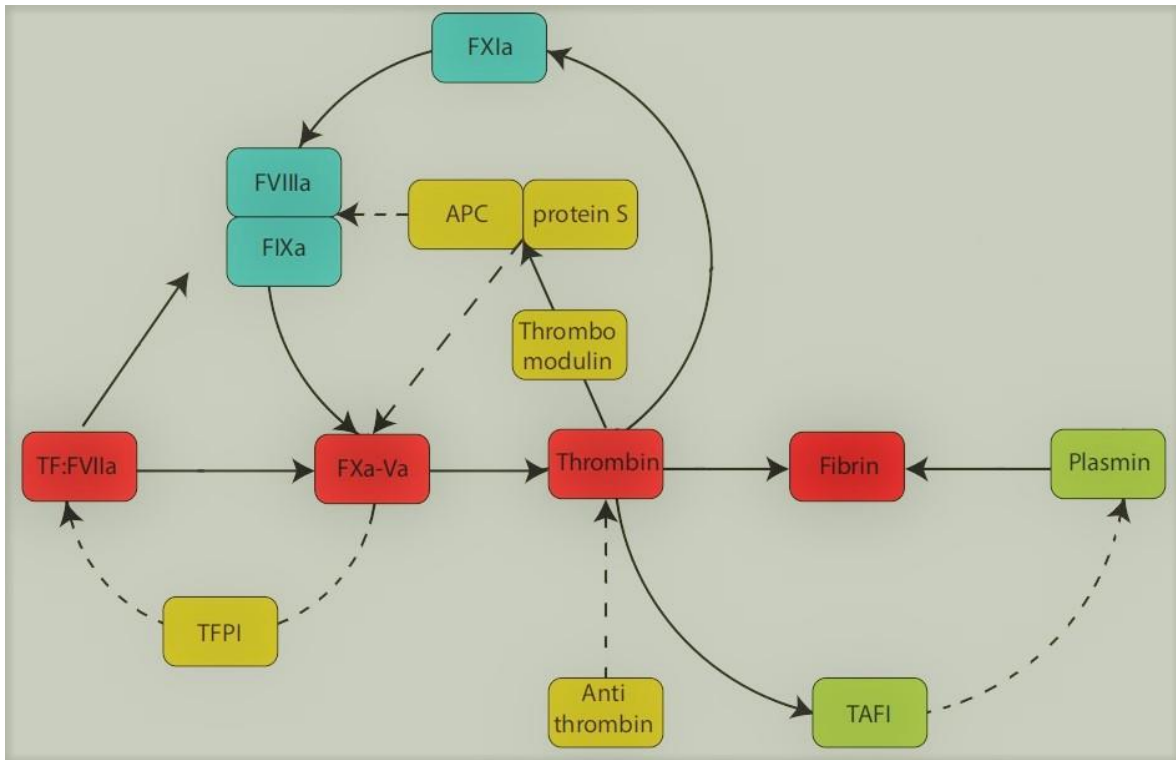 FXIa
FVIIIa
APC
protein S
FIXa
Thrombo
modulin
TF:FVIIa
FXa-Va
Thrombin
Fibrin
Plasmin
TFPI
Anti
thrombin
TAFI